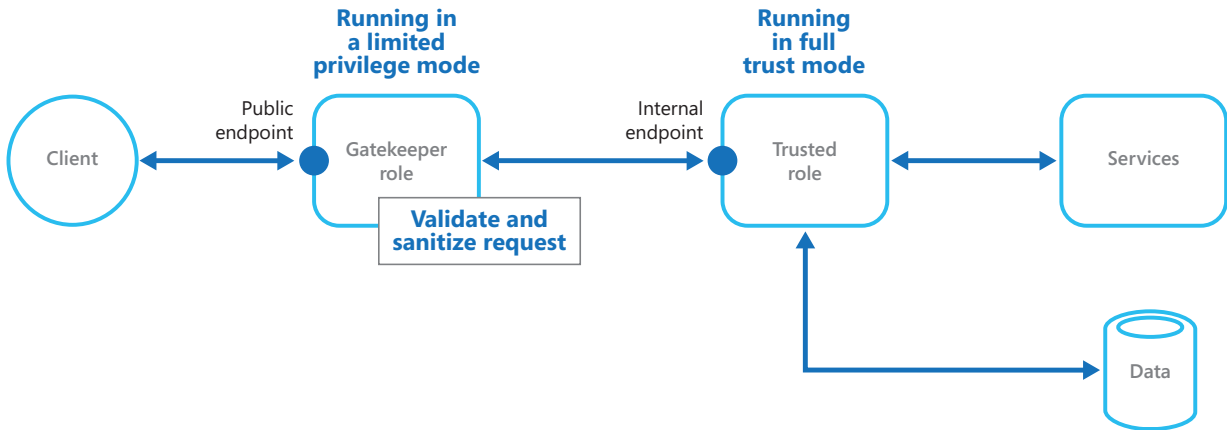 Running in
a limited
privilege mode
Running
in full
trust mode
Public
endpoint
Internal
endpoint
Client
Gatekeeper
role
Trusted
role
Services
Validate and
sanitize request
Data